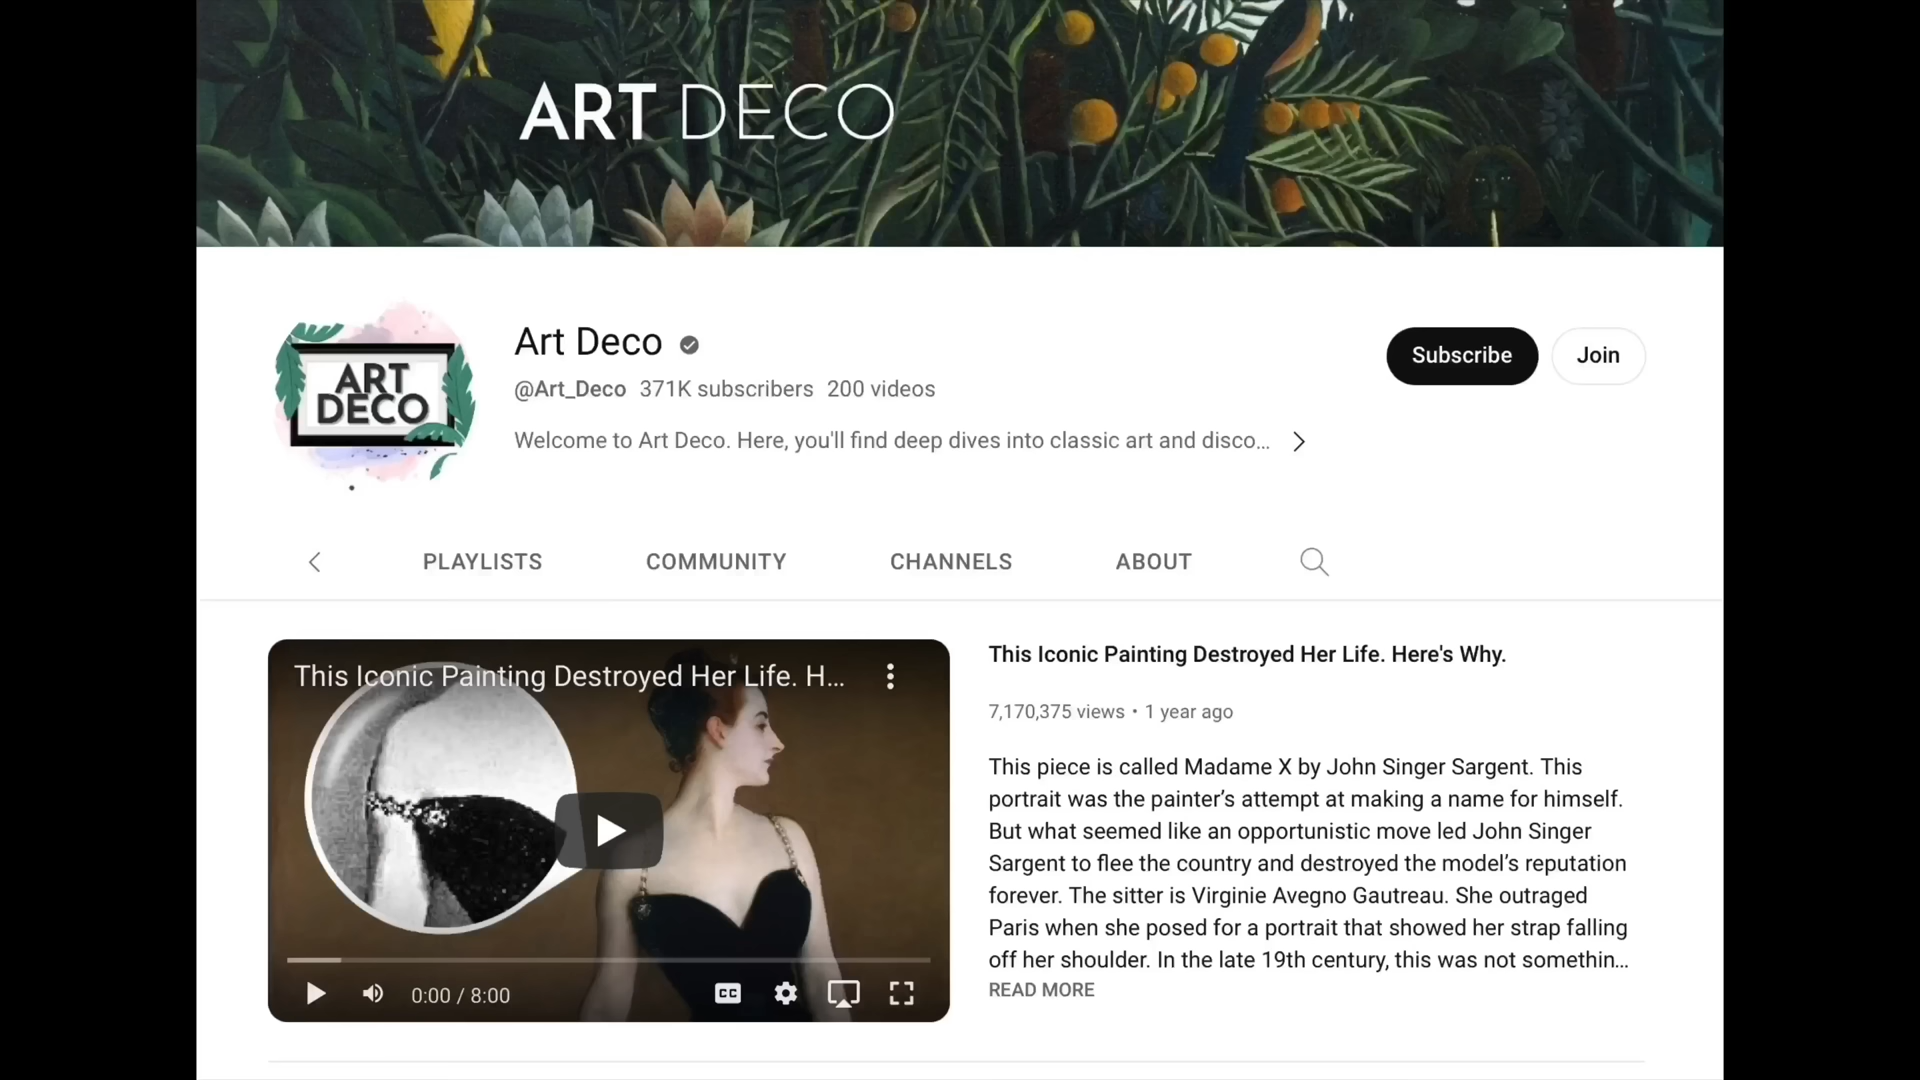 ART DECO
ART
DECO
Art Deco
@Art_Deco 371K subscribers 200 videos
Welcome to Art Deco. Here, you'll find deep dives into classic art and disco...
Subscribe
Join
PLAYLISTS
COMMUNITY
CHANNELS
ABOUT
This Iconic Painting Destroyed Her Life. H...
CC
0:00 / 8:00
This Iconic Painting Destroyed Her Life. Here's Why.
7,170,375 views • 1 year ago
This piece is called Madame X by John Singer Sargent. This
portrait was the painter’s attempt at making a name for himself.
But what seemed like an opportunistic move led John Singer
Sargent to flee the country and destroyed the model’s reputation
forever. The sitter is Virginie Avegno Gautreau. She outraged
Paris when she posed for a portrait that showed her strap falling
off her shoulder. In the late 19th century, this was not somethin...
READ MORE